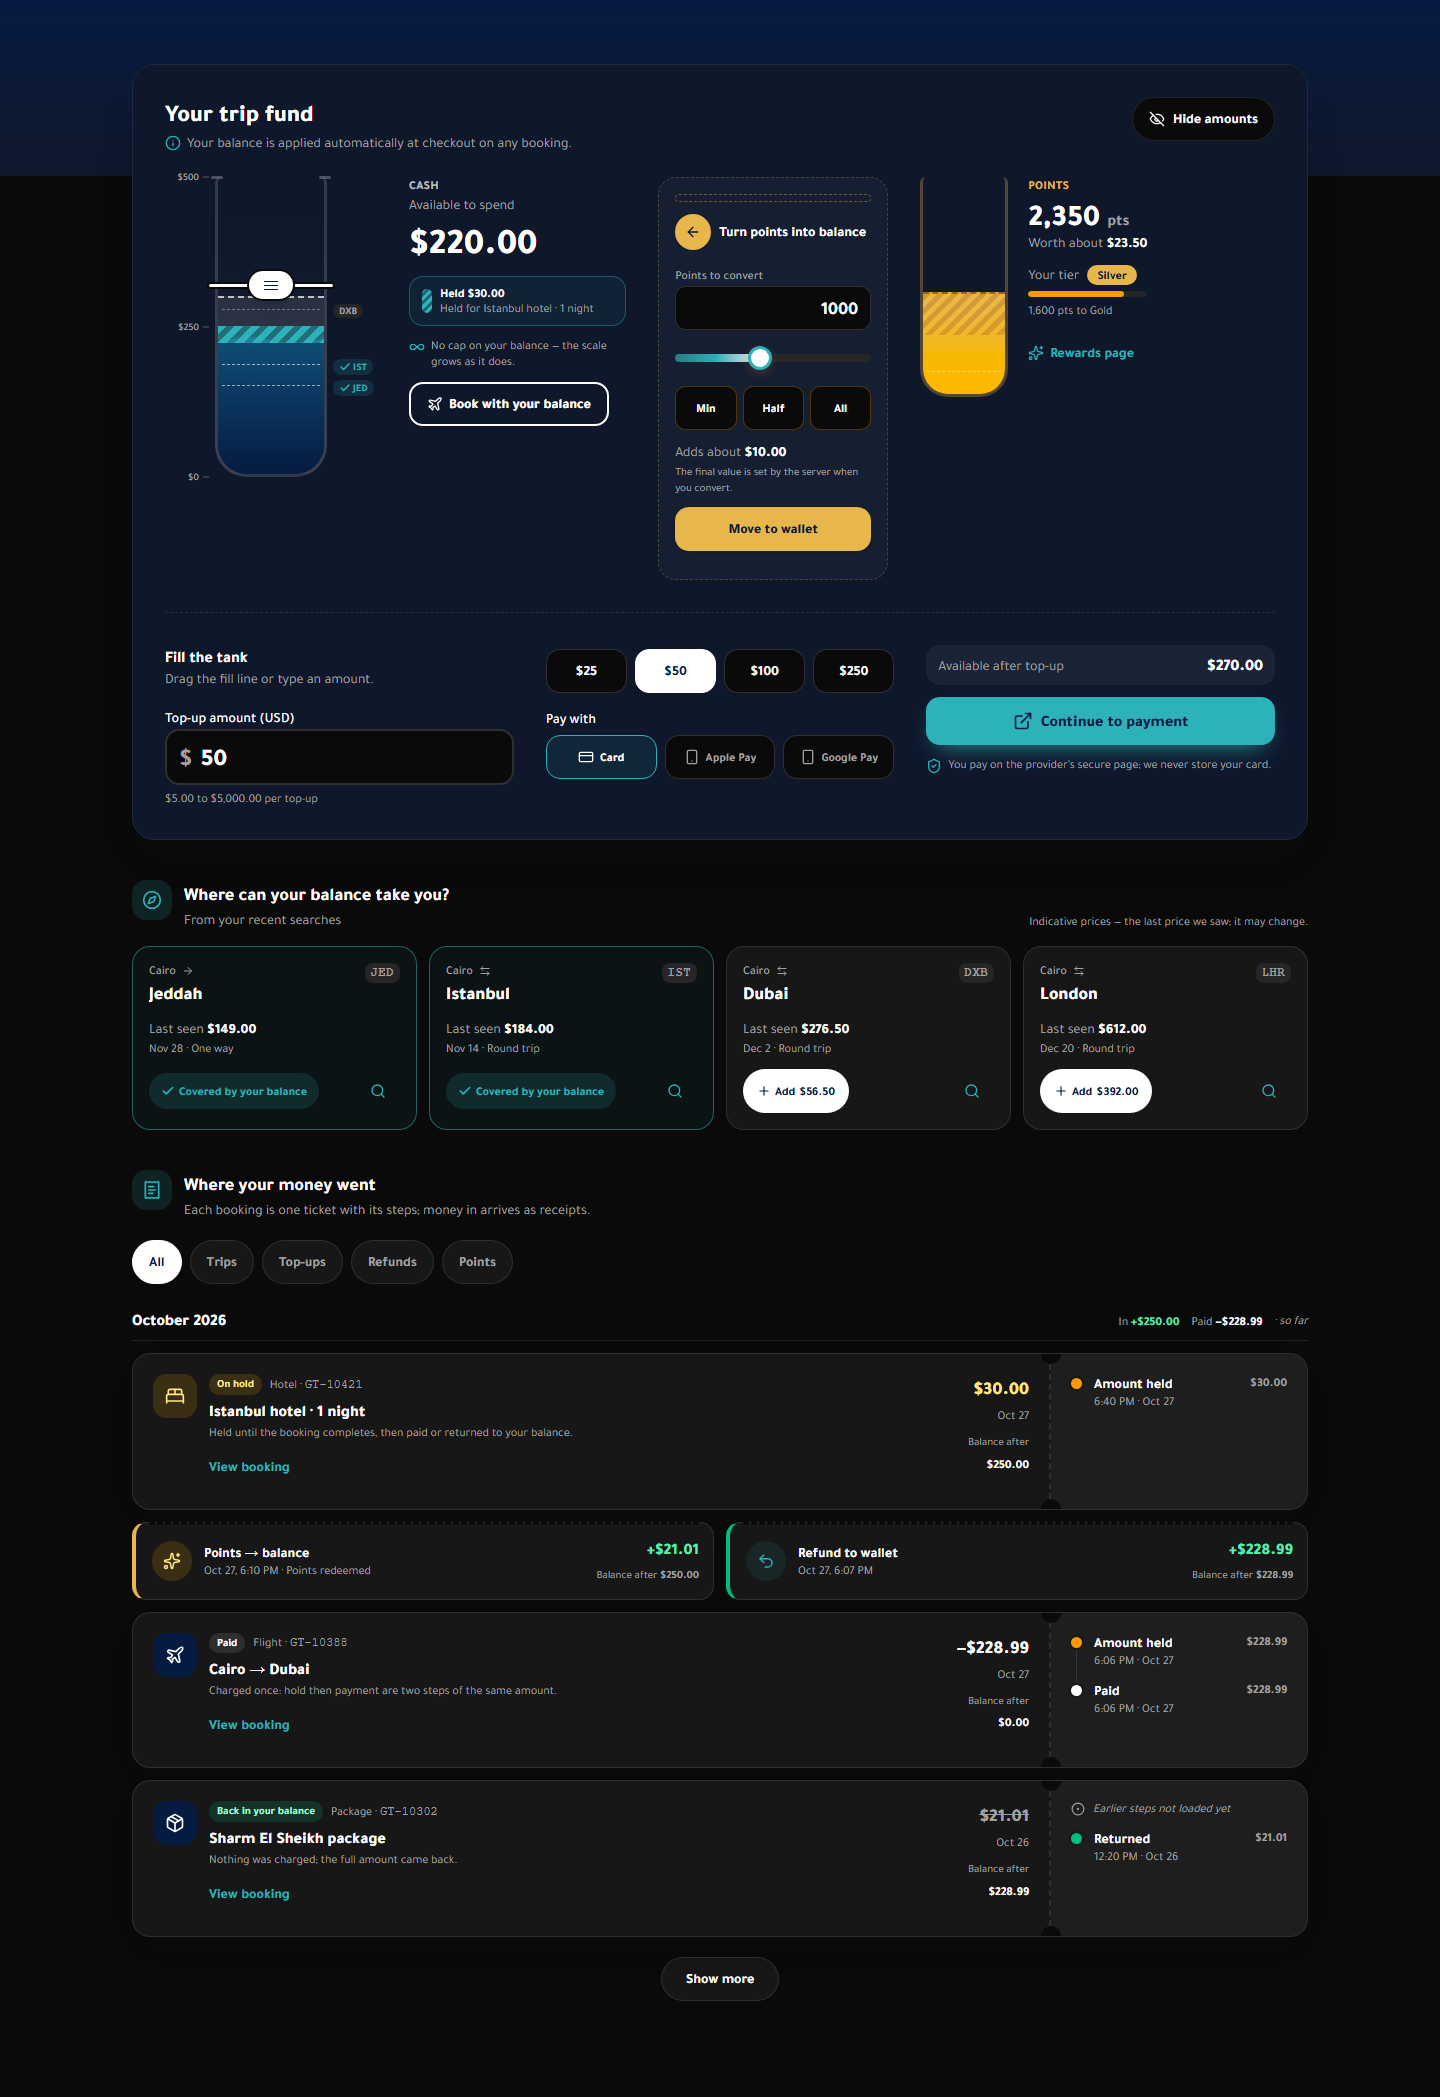 Your trip fund
Your balance is applied automatically at checkout on any booking.
Hide amounts
$500
$250
$0
DXB
IST
JED
CASH
Available to spend
$220.00
Held $30.00
Held for Istanbul hotel · 1 night
No cap on your balance – the scale
grows as it does.
Book with your balance
Turn points into balance
Points to convert
1000
Min
Half
All
Adds about $10.00
The final value is set by the server when
you convert.
Move to wallet
POINTS
2,350 pts
Worth about $23.50
Your tier Silver
1,600 pts to Gold
Rewards page
Fill the tank
Drag the fill line or type an amount.
Top-up amount (USD)
$ 50
$5.00 to $5,000.00 per top-up
$25
$50
$100
$250
Pay with
Card
Apple Pay
Google Pay
Available after top-up $270.00
Continue to payment
You pay on the provider's secure page; we never store your card.
Where can your balance take you?
From your recent searches
Indicative prices – the last price we saw; it may change.
Cairo → JED
Jeddah
Last seen $149.00
Nov 28 · One way
Covered by your balance
Cairo ⇆ IST
Istanbul
Last seen $184.00
Nov 14 · Round trip
Covered by your balance
Cairo ⇆ DXB
Dubai
Last seen $276.50
Dec 2 · Round trip
+ Add $56.50
Cairo ⇆ LHR
London
Last seen $612.00
Dec 20 · Round trip
+ Add $392.00
Where your money went
Each booking is one ticket with its steps; money in arrives as receipts.
All
Trips
Top-ups
Refunds
Points
October 2026
In +$250.00 Paid −$228.99 · so far
On hold Hotel · GT-10421
Istanbul hotel · 1 night
Held until the booking completes, then paid or returned to your balance.
View booking
$30.00
Oct 27
Balance after
$250.00
Amount held $30.00
6:40 PM · Oct 27
Points → balance
Oct 27, 6:10 PM · Points redeemed
+$21.01
Balance after $250.00
Refund to wallet
Oct 27, 6:07 PM
+$228.99
Balance after $228.99
Paid Flight · GT-10388
Cairo → Dubai
Charged once: hold then payment are two steps of the same amount.
View booking
−$228.99
Oct 27
Balance after
$0.00
Amount held $228.99
6:06 PM · Oct 27
Paid $228.99
6:06 PM · Oct 27
Back in your balance Package · GT-10302
Sharm El Sheikh package
Nothing was charged; the full amount came back.
View booking
$21.01
Oct 26
Balance after
$228.99
Earlier steps not loaded yet
Returned $21.01
12:20 PM · Oct 26
Show more